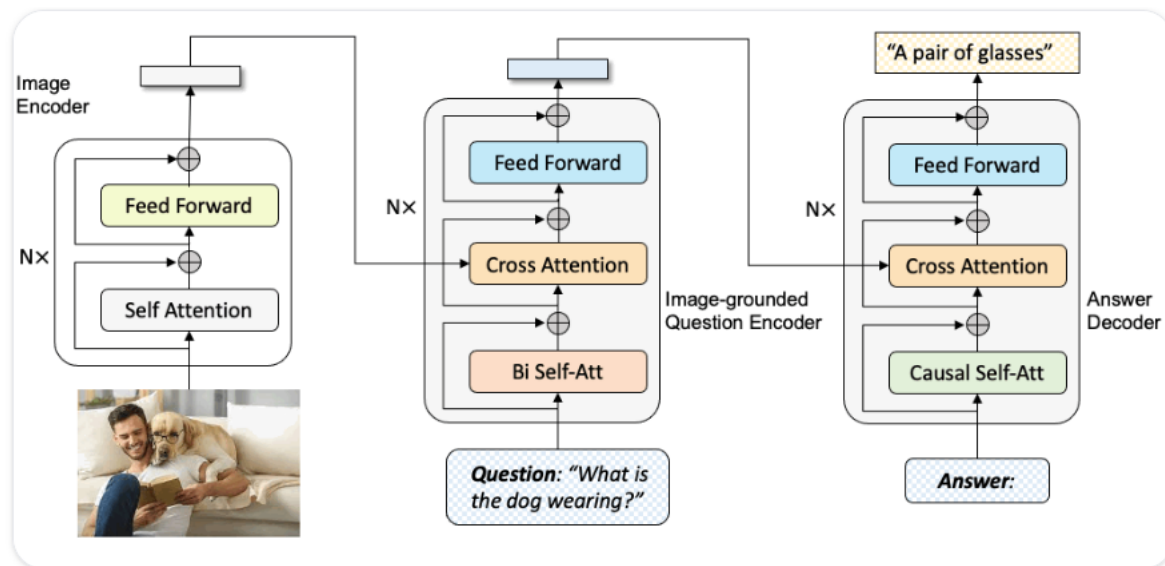 Image
Encoder
N×
Feed Forward
Self Attention
N×
Feed Forward
Cross Attention
Bi Self-Att
Image-grounded
Question Encoder
Question: “What is
the dog wearing?”
“A pair of glasses”
N×
Feed Forward
Cross Attention
Causal Self-Att
Answer
Decoder
Answer: